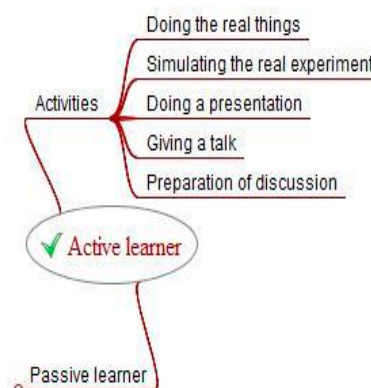 Doing the real things
Simulating the real experiment
Activities
Doing a presentation
Giving a talk
Preparation of discussion
Active learner
Passive learner